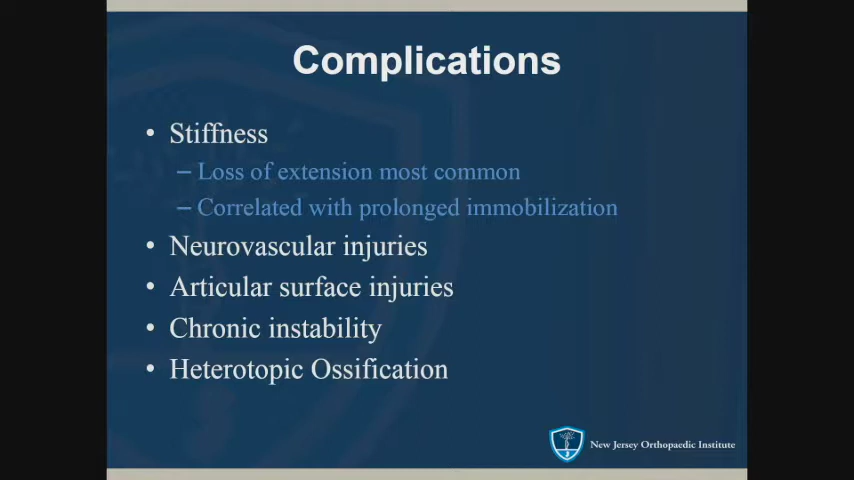 Complications
• Stiffness
– Loss of extension most common
– Correlated with prolonged immobilization
• Neurovascular injuries
• Articular surface injuries
• Chronic instability
• Heterotopic Ossification
New Jersey Orthopaedic Institute